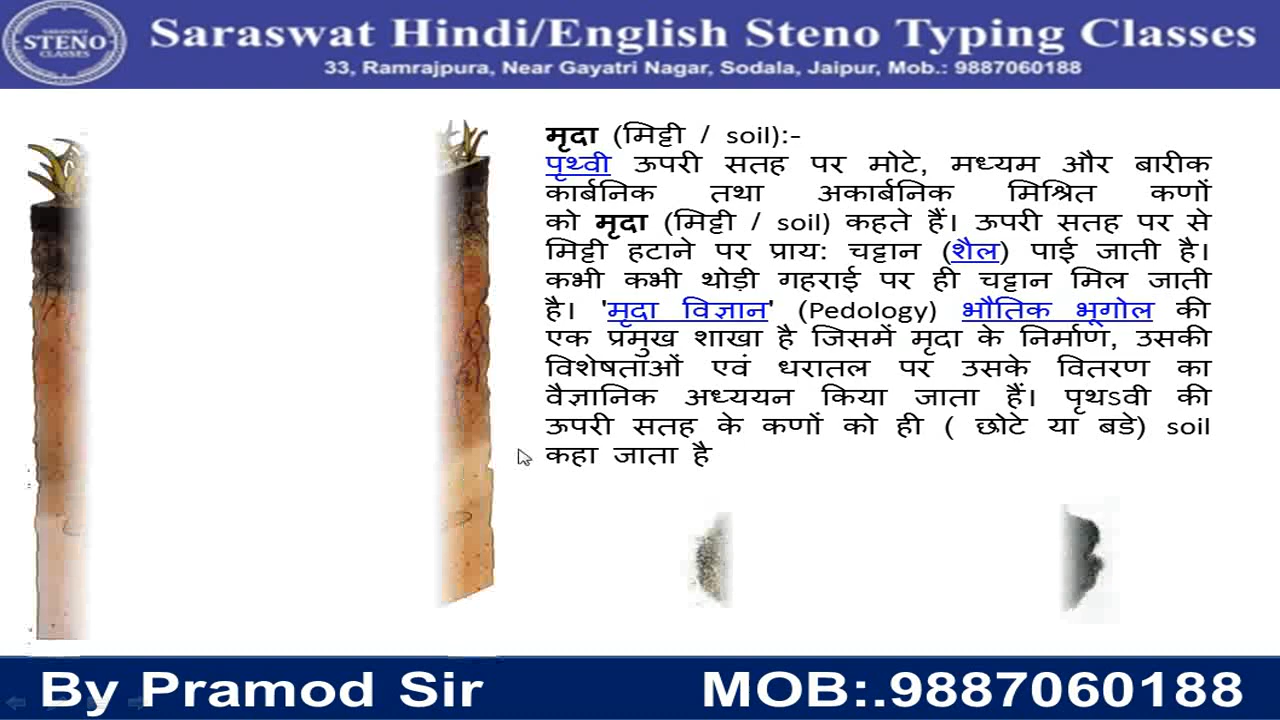 STENO
CLASSES
Saraswat Hindi/English Steno Typing Classes
33, Ramrajpura, Near Gayatri Nagar, Sodala, Jaipur, Mob.: 9887060188
मृदा (मिट्टी / soil):-
पृथ्वी ऊपरी सतह पर मोटे, मध्यम और बारीक
कार्बनिक तथा अकार्बनिक मिश्रित कणों
को मृदा (मिट्टी / soil) कहते हैं। ऊपरी सतह पर से
मिट्टी हटाने पर प्राय: चट्टान (शैल) पाई जाती है।
कभी कभी थोड़ी गहराई पर ही चट्टान मिल जाती
है। 'मृदा विज्ञान' (Pedology) भौतिक भूगोल की
एक प्रमुख शाखा है जिसमें मृदा के निर्माण, उसकी
विशेषताओं एवं धरातल पर उसके वितरण का
वैज्ञानिक अध्ययन किया जाता हैं। पृथऽवी की
ऊपरी सतह के कणों को ही ( छोटे या बडे) soil
कहा जाता है
By Pramod Sir
MOB:.9887060188